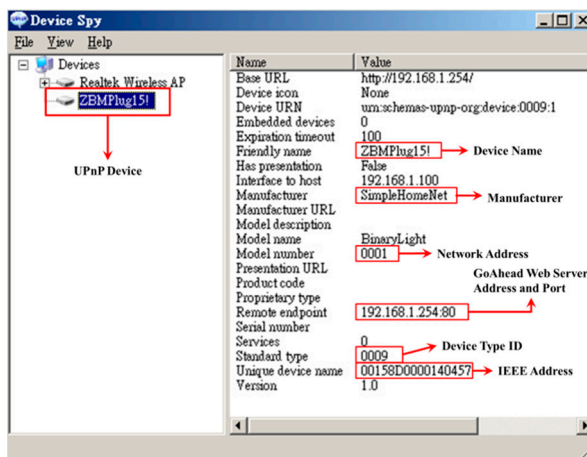 Device Spy
File View Help
Devices
Realtek Wireless AP
ZBMPlug15!
UPnP Device
Name Value
Base URL http://192.168.1.254/
Device icon None
Device URN urn:schemas-upnp-org:device:0009:1
Embedded devices 0
Expiration timeout 100
Friendly name ZBMPlug15! Device Name
Has presentation False
Interface to host 192.168.1.100
Manufacturer SimpleHomeNet Manufacturer
Manufacturer URL
Model description
Model name BinaryLight
Model number 0001 Network Address
Presentation URL
Product code
Proprietary type
GoAhead Web Server
Address and Port
Remote endpoint 192.168.1.254:80
Serial number
Services 0
Standard type 0009 Device Type ID
Unique device name 00158D0000140457 IEEE Address
Version 1.0